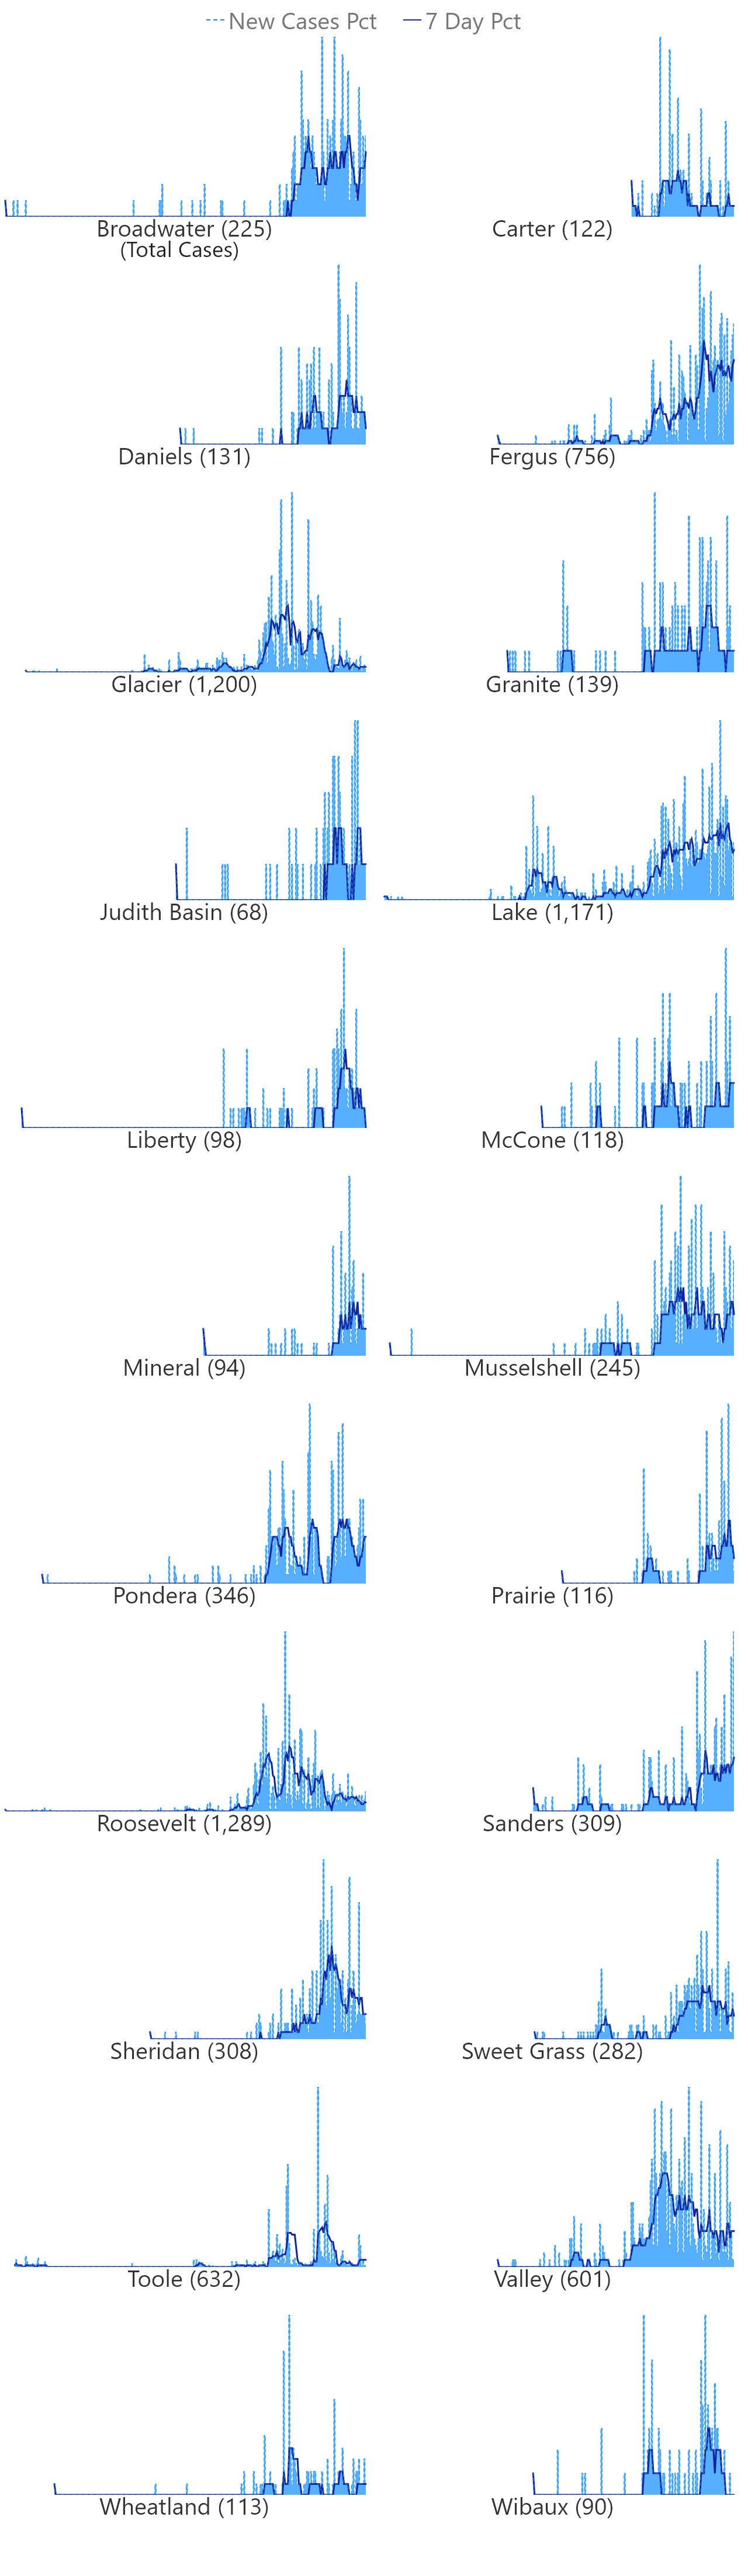 New Cases Pct 7 Day Pct
Broadwater (225) Carter (122)
(Total Cases)
Daniels (131) Fergus (756)
Glacier (1,200) Granite (139)
Judith Basin (68) Lake (1,171)
Liberty (98) McCone (118)
Mineral (94) Musselshell (245)
Pondera (346) Prairie (116)
Roosevelt (1,289) Sanders (309)
Sheridan (308) Sweet Grass (282)
Toole (632) Valley (601)
Wheatland (113) Wibaux (90)